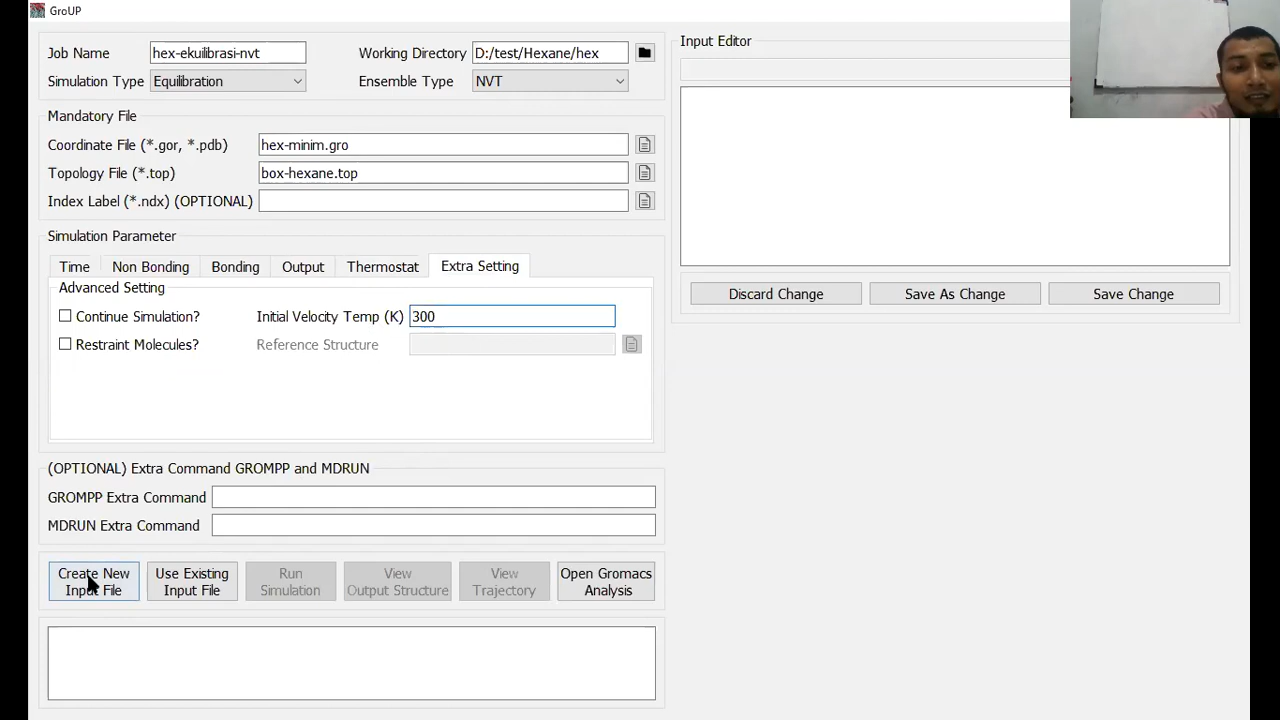 GroUP
Job Name hex-ekuilibrasi-nvt Working Directory D:/test/Hexane/hex
Simulation Type Equilibration Ensemble Type NVT
Mandatory File
Coordinate File (*.gor, *.pdb) hex-minim.gro
Topology File (*.top) box-hexane.top
Index Label (*.ndx) (OPTIONAL)
Simulation Parameter
Time Non Bonding Bonding Output Thermostat Extra Setting
Advanced Setting
Continue Simulation? Initial Velocity Temp (K) 300
Restraint Molecules? Reference Structure
(OPTIONAL) Extra Command GROMPP and MDRUN
GROMPP Extra Command
MDRUN Extra Command
Create New Input File
Use Existing Input File
Run Simulation
View Output Structure
View Trajectory
Open Gromacs Analysis
Input Editor
Discard Change Save As Change Save Change